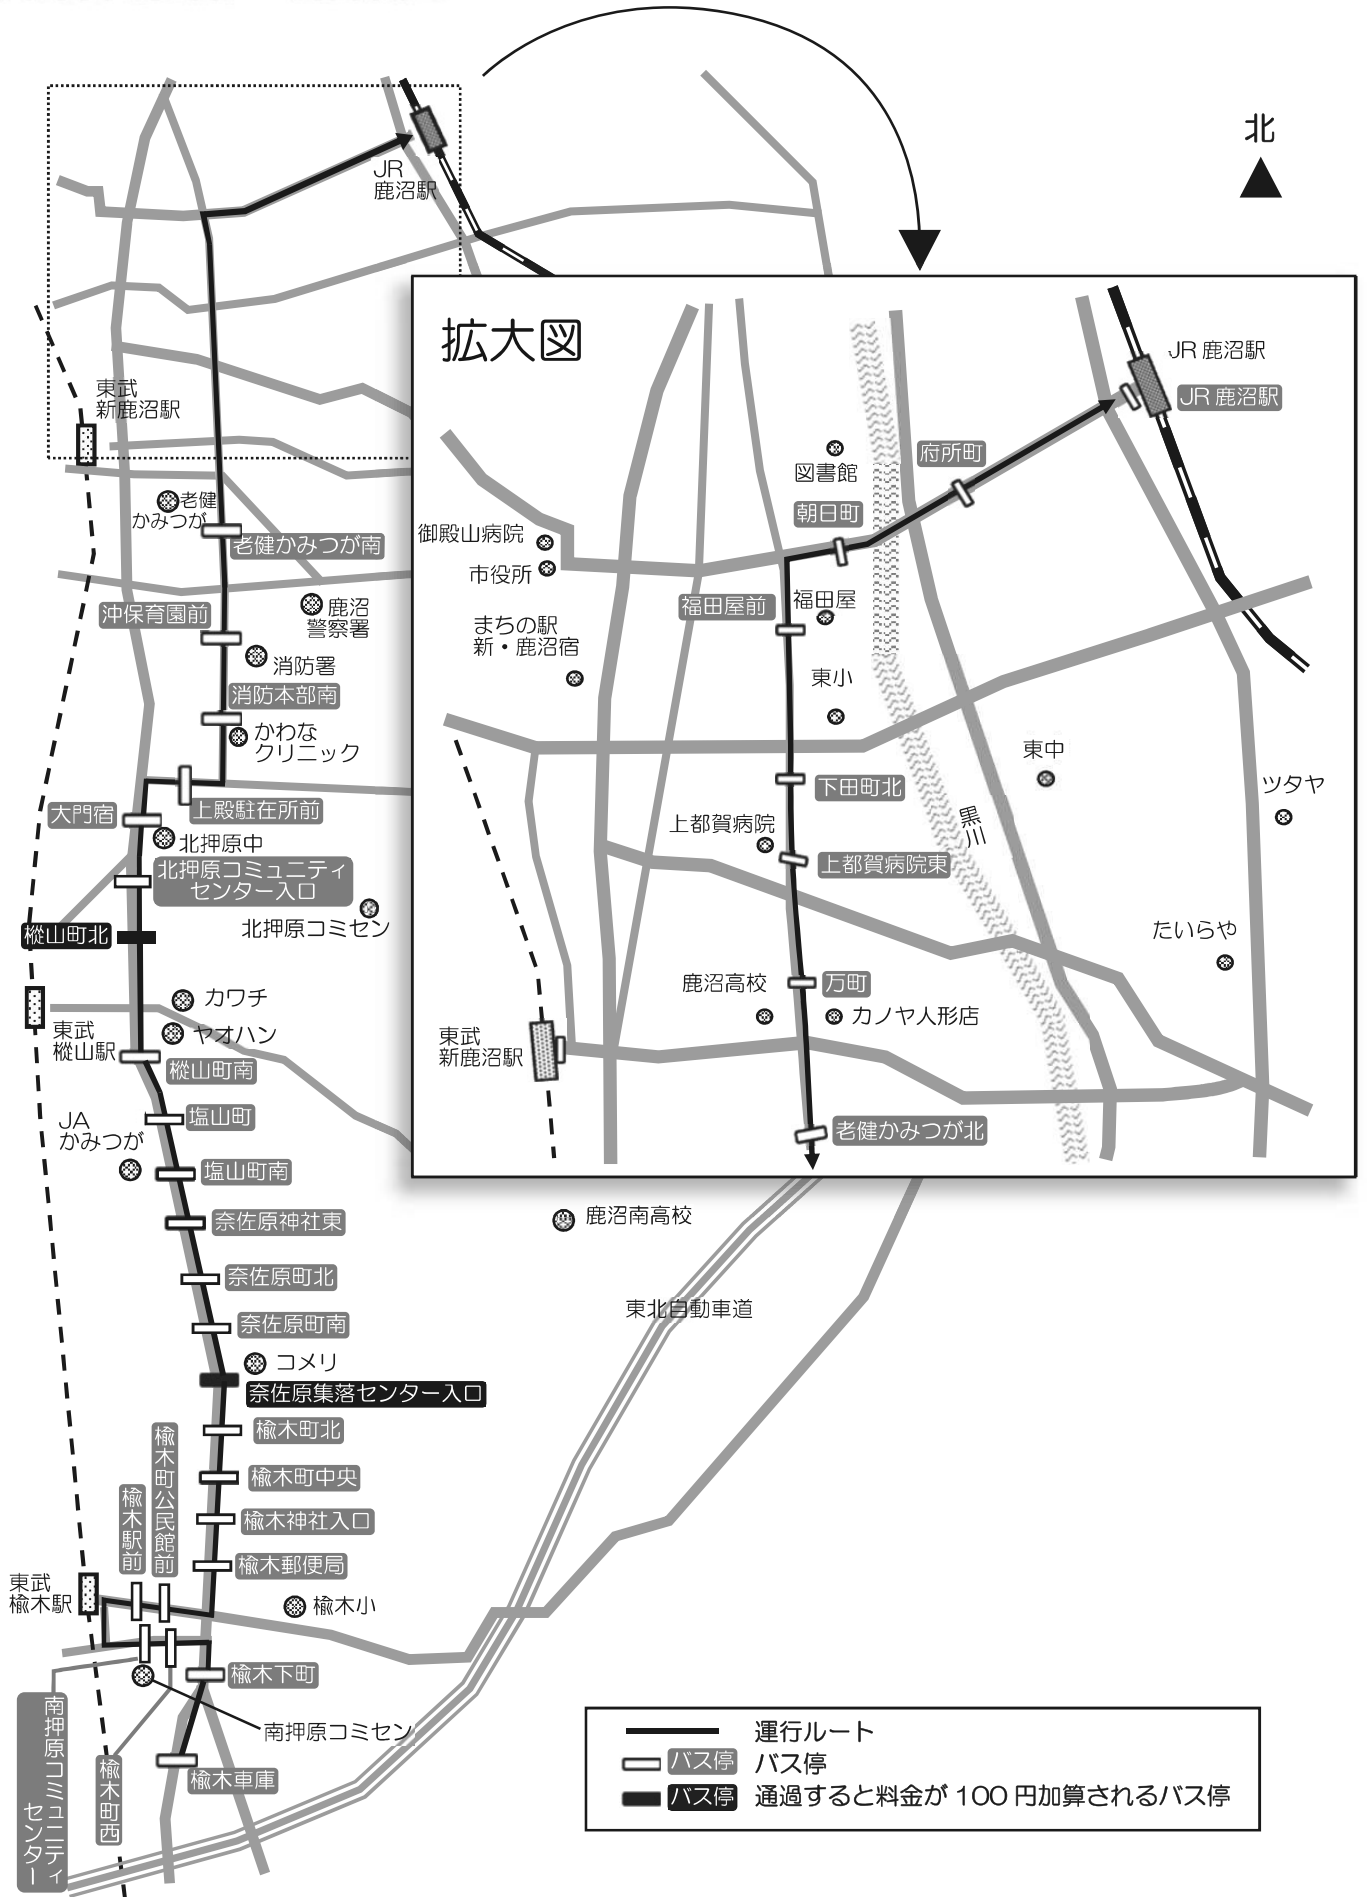 北
JR
鹿沼駅
東武
新鹿沼駅
老健
かみつが
老健かみつが南
沖保育園前
鹿沼
警察署
消防署
消防本部南
かわな
クリニック
上殿駐在所前
大門宿
北押原中
北押原コミュニティ
センター入口
北押原コミセン
樅山町北
カワチ
ヤオハン
東武
樅山駅
樅山町南
JA
かみつが
塩山町
塩山町南
奈佐原神社東
奈佐原町北
奈佐原町南
コメリ
奈佐原集落センター入口
楡木町北
楡木町中央
楡木神社入口
楡木郵便局
楡木町公民館前
楡木駅前
東武
楡木駅
楡木小
楡木下町
南押原コミセン
楡木車庫
南押原コミュニティ
センター
楡木町西
鹿沼南高校
東北自動車道
拡大図
JR 鹿沼駅
JR 鹿沼駅
府所町
図書館
朝日町
御殿山病院
市役所
福田屋前
福田屋
まちの駅
新・鹿沼宿
東小
下田町北
東中
ツタヤ
黒川
上都賀病院
上都賀病院東
たいらや
鹿沼高校
万町
カノヤ人形店
東武
新鹿沼駅
老健かみつが北
運行ルート
バス停 バス停
バス停 通過すると料金が 100 円加算されるバス停